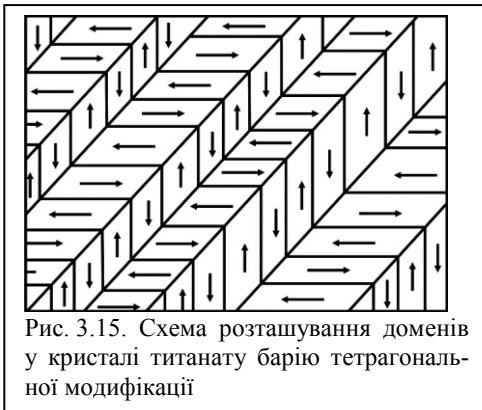 Рис. 3.15. Схема розташування доменів
у кристалі титанату барію тетрагональ-
ної модифікації